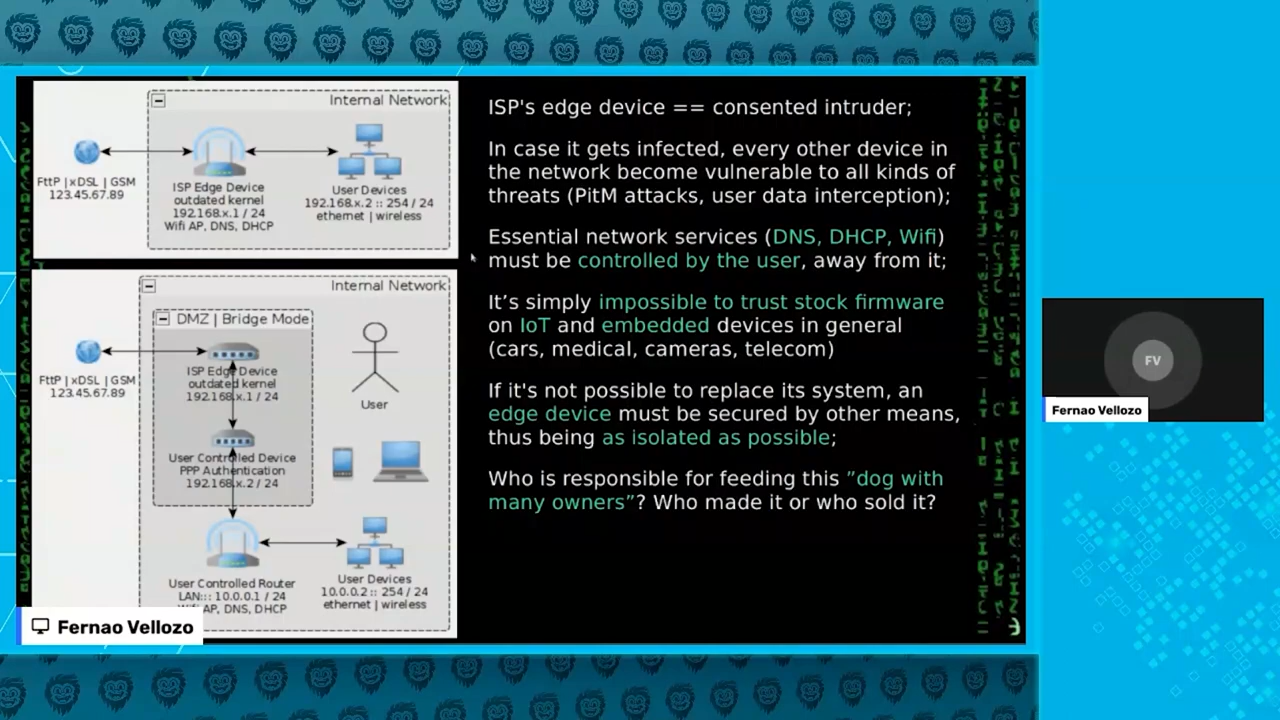 Internal Network
FttP | xDSL | GSM
123.45.67.89
ISP Edge Device
outdated kernel
192.168.x.1 / 24
Wifi AP, DNS, DHCP
User Devices
192.168.x.2 :: 254 / 24
ethernet | wireless
Internal Network
DMZ | Bridge Mode
FttP | xDSL | GSM
123.45.67.89
ISP Edge Device
outdated kernel
192.168.x.1 / 24
User
User Controlled Device
PPP Authentication
192.168.x.2 / 24
User Controlled Router
LAN::: 10.0.0.1 / 24
AP, DNS, DHCP
User Devices
10.0.0.2 :: 254 / 24
ethernet | wireless
ISP's edge device == consented intruder;
In case it gets infected, every other device in
the network become vulnerable to all kinds of
threats (PitM attacks, user data interception);
Essential network services (DNS, DHCP, Wifi)
must be controlled by the user, away from it;
It’s simply impossible to trust stock firmware
on IoT and embedded devices in general
(cars, medical, cameras, telecom)
If it's not possible to replace its system, an
edge device must be secured by other means,
thus being as isolated as possible;
Who is responsible for feeding this ”dog with
many owners”? Who made it or who sold it?
Fernao Vellozo
FV
Fernao Vellozo